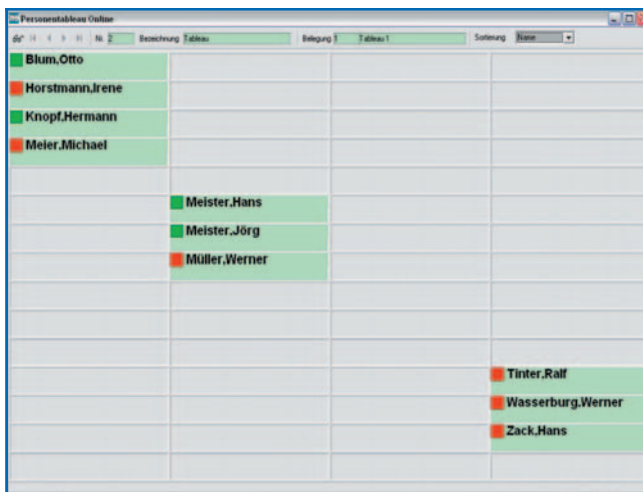 Personentableau Online
Nr. 2 Bezeichnung Tableau Belegung 1 Tableau 1 Sortierung Name
Blum,Otto
Horstmann,Irene
Knopf,Hermann
Meier,Michael
Meister,Hans
Meister,Jörg
Müller,Werner
Tinter,Ralf
Wasserburg,Werner
Zack,Hans